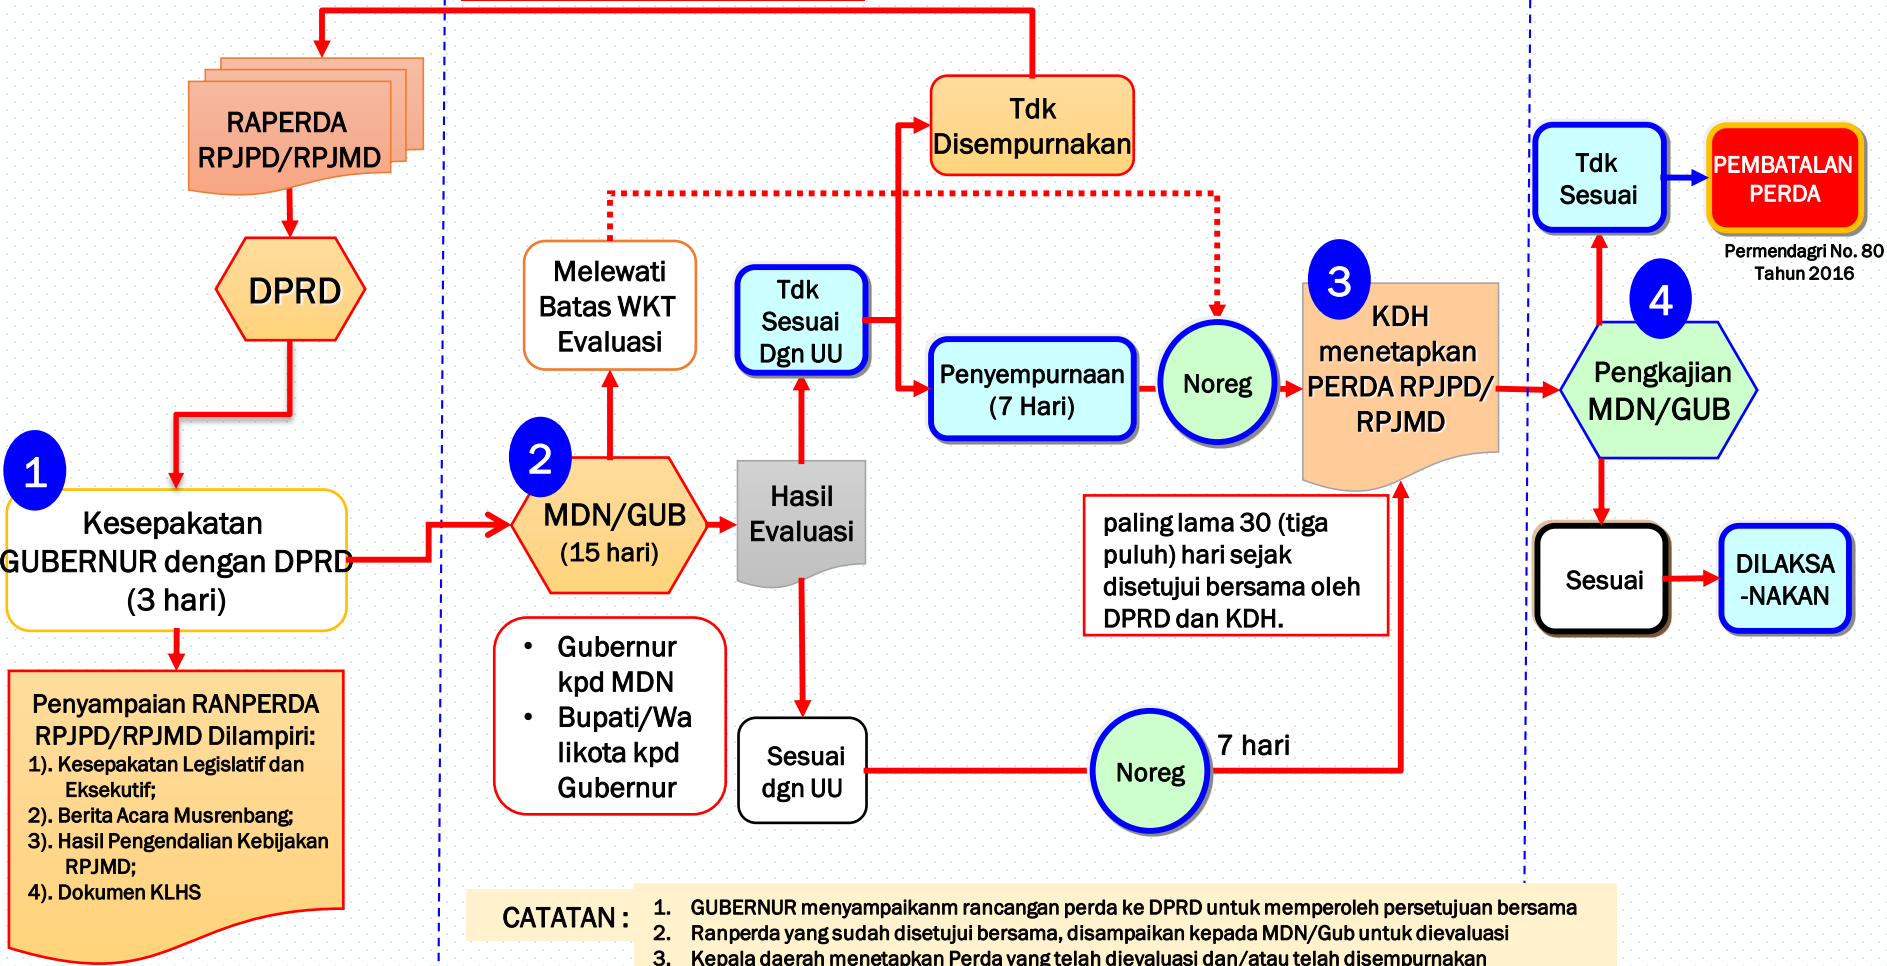 RAPERDA
RPJPD/RPJMD
DPRD
1
Kesepakatan
GUBERNUR dengan DPRD
(3 hari)
Penyampaian RANPERDA
RPJPD/RPJMD Dilampiri:
1). Kesepakatan Legislatif dan
Eksekutif;
2). Berita Acara Musrenbang;
3). Hasil Pengendalian Kebijakan
RPJMD;
4). Dokumen KLHS
Melewati
Batas WKT
Evaluasi
2
MDN/GUB
(15 hari)
• Gubernur
kpd MDN
• Bupati/Wa
likota kpd
Gubernur
Hasil
Evaluasi
Tdk
Sesuai
Dgn UU
Sesuai
dgn UU
Tdk
Disempurnakan
Penyempurnaan
(7 Hari)
Noreg
3
KDH
menetapkan
PERDA RPJPD/
RPJMD
paling lama 30 (tiga
puluh) hari sejak
disetujui bersama oleh
DPRD dan KDH.
Noreg
7 hari
4
Pengkajian
MDN/GUB
Tdk
Sesuai
PEMBATALAN
PERDA
Permendagri No. 80
Tahun 2016
Sesuai
DILAKSA
-NAKAN
CATATAN :
1. GUBERNUR menyampaikanm rancangan perda ke DPRD untuk memperoleh persetujuan bersama
2. Ranperda yang sudah disetujui bersama, disampaikan kepada MDN/Gub untuk dievaluasi
3. Kepala daerah menetapkan Perda yang telah dievaluasi dan/atau telah disempurnakan